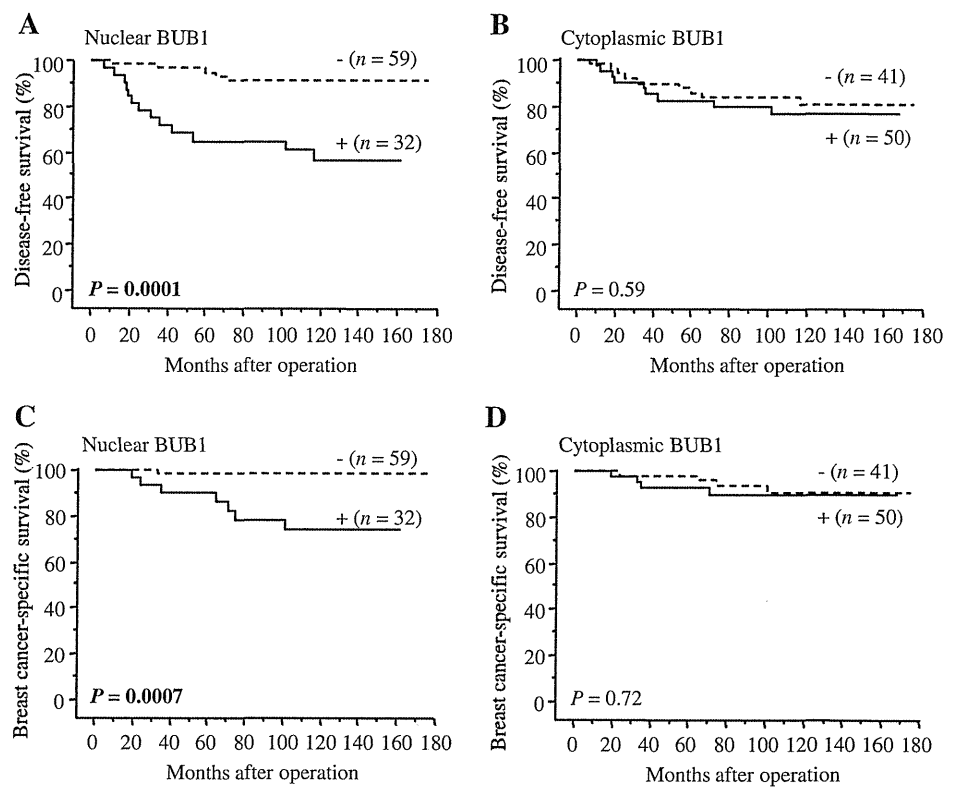 A
Nuclear BUB1
Disease-free survival (%)
100
80
60
40
20
0
- (n = 59)
+ (n = 32)
P = 0.0001
0 20 40 60 80 100 120 140 160 180
Months after operation
B
Cytoplasmic BUB1
Disease-free survival (%)
100
80
60
40
20
0
- (n = 41)
+ (n = 50)
P = 0.59
0 20 40 60 80 100 120 140 160 180
Months after operation
C
Nuclear BUB1
Breast cancer-specific survival (%)
100
80
60
40
20
0
- (n = 59)
+ (n = 32)
P = 0.0007
0 20 40 60 80 100 120 140 160 180
Months after operation
D
Cytoplasmic BUB1
Breast cancer-specific survival (%)
100
80
60
40
20
0
- (n = 41)
+ (n = 50)
P = 0.72
0 20 40 60 80 100 120 140 160 180
Months after operation